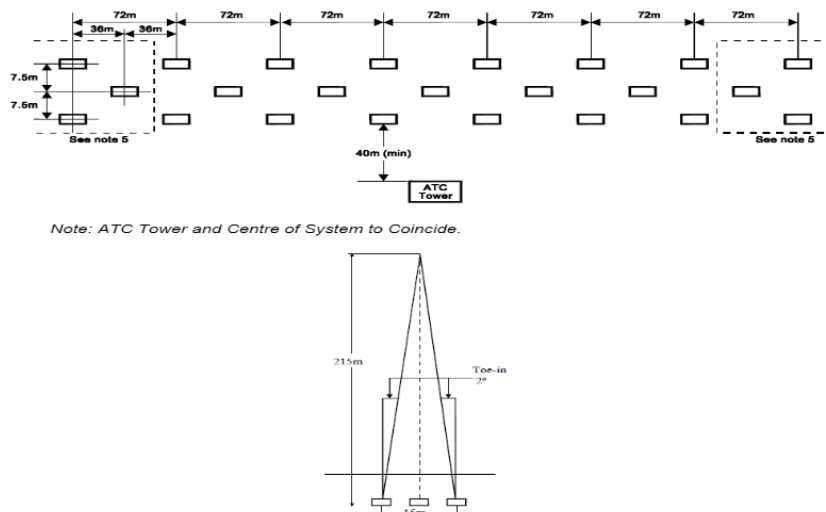 72m 72m 72m 72m 72m 72m 72m
36m 36m
7.5m
7.5m
See note 5 See note 5
40m (min)
ATC
Tower
Note: ATC Tower and Centre of System to Coincide.
215m
Toe-in
2°
15m